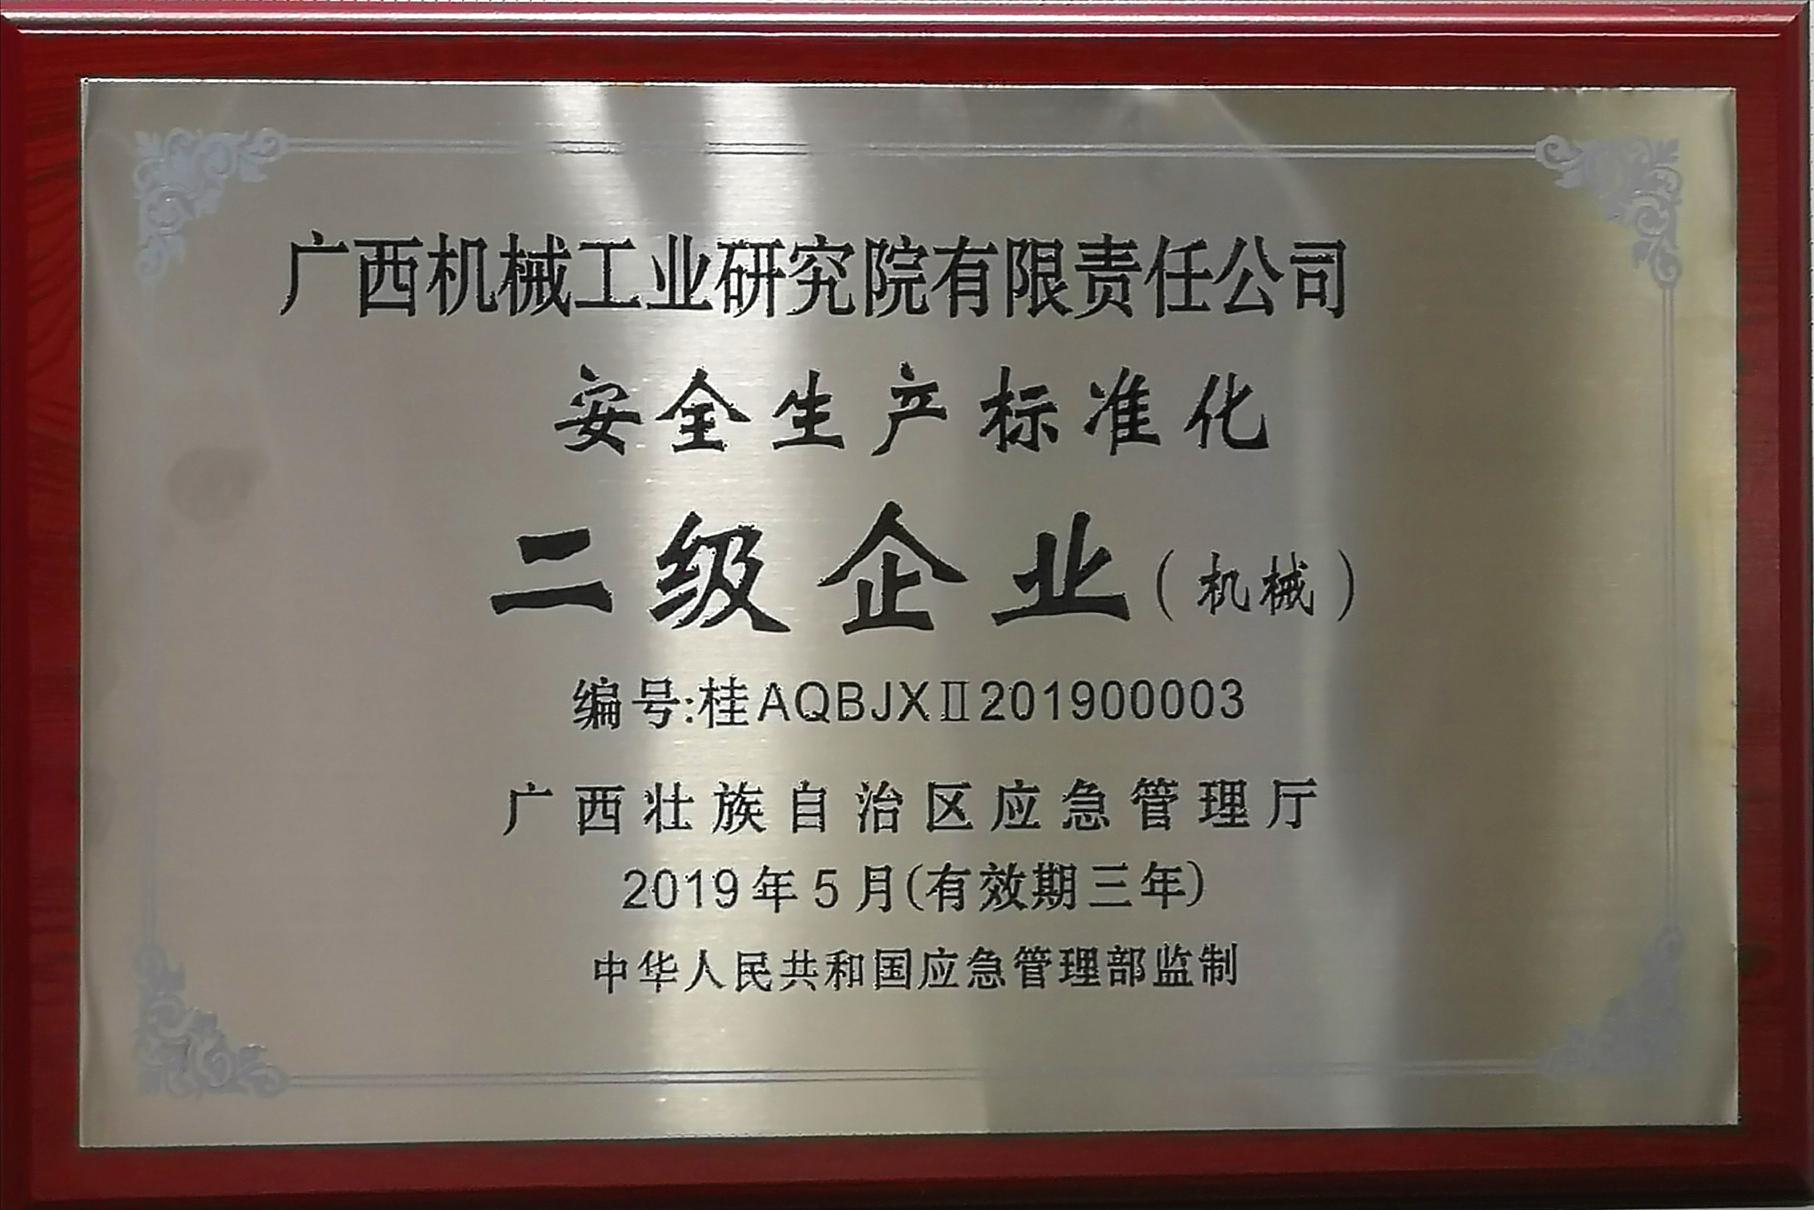 广西机械工业研究院有限责任公司
安全生产标准化
二级企业(机械)
编号:桂AQBJXⅡ201900003
广西壮族自治区应急管理厅
2019年5月(有效期三年)
中华人民共和国应急管理部监制